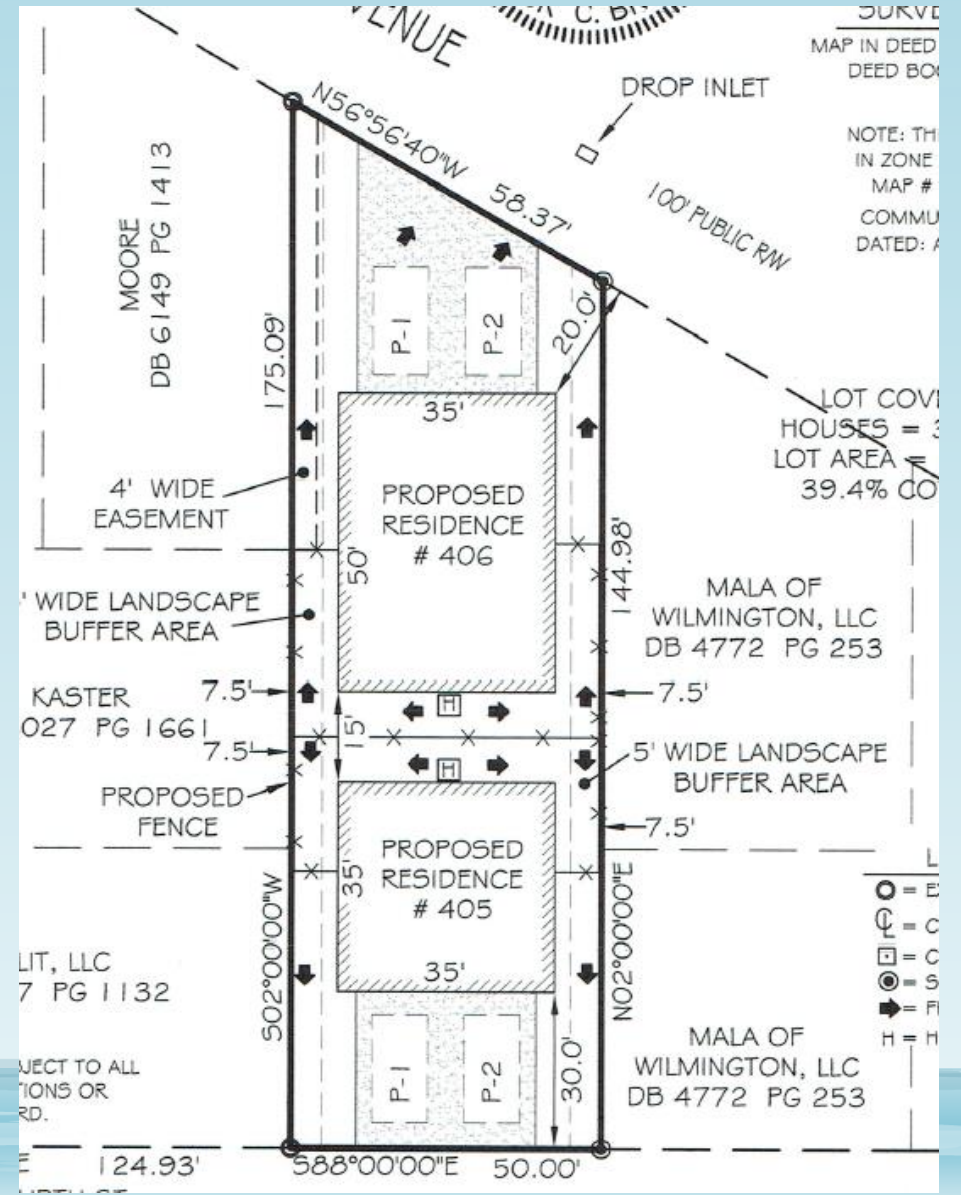 VENUE
C. B
SURVE
MAP IN DEED
DEED BO
DROP INLET
N56°56'40"W
58.37'
NOTE: TH
IN ZONE
MAP #
COMMU
DATED: A
100' PUBLIC R/W
MOORE
DB 6149 PG 1413
175.09'
P-1
P-2
20.0'
35'
LOT COV
HOUSES = 3
LOT AREA =
39.4% CO
4' WIDE
EASEMENT
PROPOSED
RESIDENCE
# 406
50'
144.98'
' WIDE LANDSCAPE
BUFFER AREA
MALA OF
WILMINGTON, LLC
DB 4772 PG 253
KASTER
027 PG 1661
7.5'
7.5'
H
15'
7.5'
H
5' WIDE LANDSCAPE
BUFFER AREA
PROPOSED
FENCE
7.5'
PROPOSED
RESIDENCE
# 405
35'
35'
L
= E
C = C
= C
= S
= F
H = H
S02°00'00"W
N02°00'00"E
LIT, LLC
7 PG 1132
MALA OF
WILMINGTON, LLC
DB 4772 PG 253
P-1
P-2
30.0'
JECT TO ALL
TIONS OR
RD.
E 124.93'
S88°00'00"E 50.00'